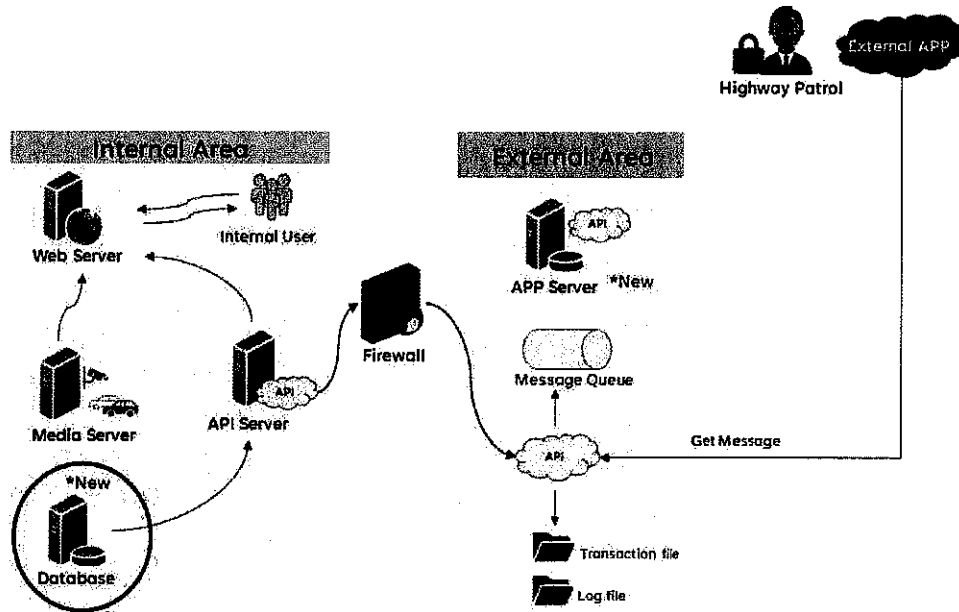 External APP
Highway Patrol
Internal Area
External Area
Internal User
Web Server
API
APP Server
*New
Firewall
Message Queue
API
API Server
Media Server
API
Get Message
*New
Database
Transaction file
Log file